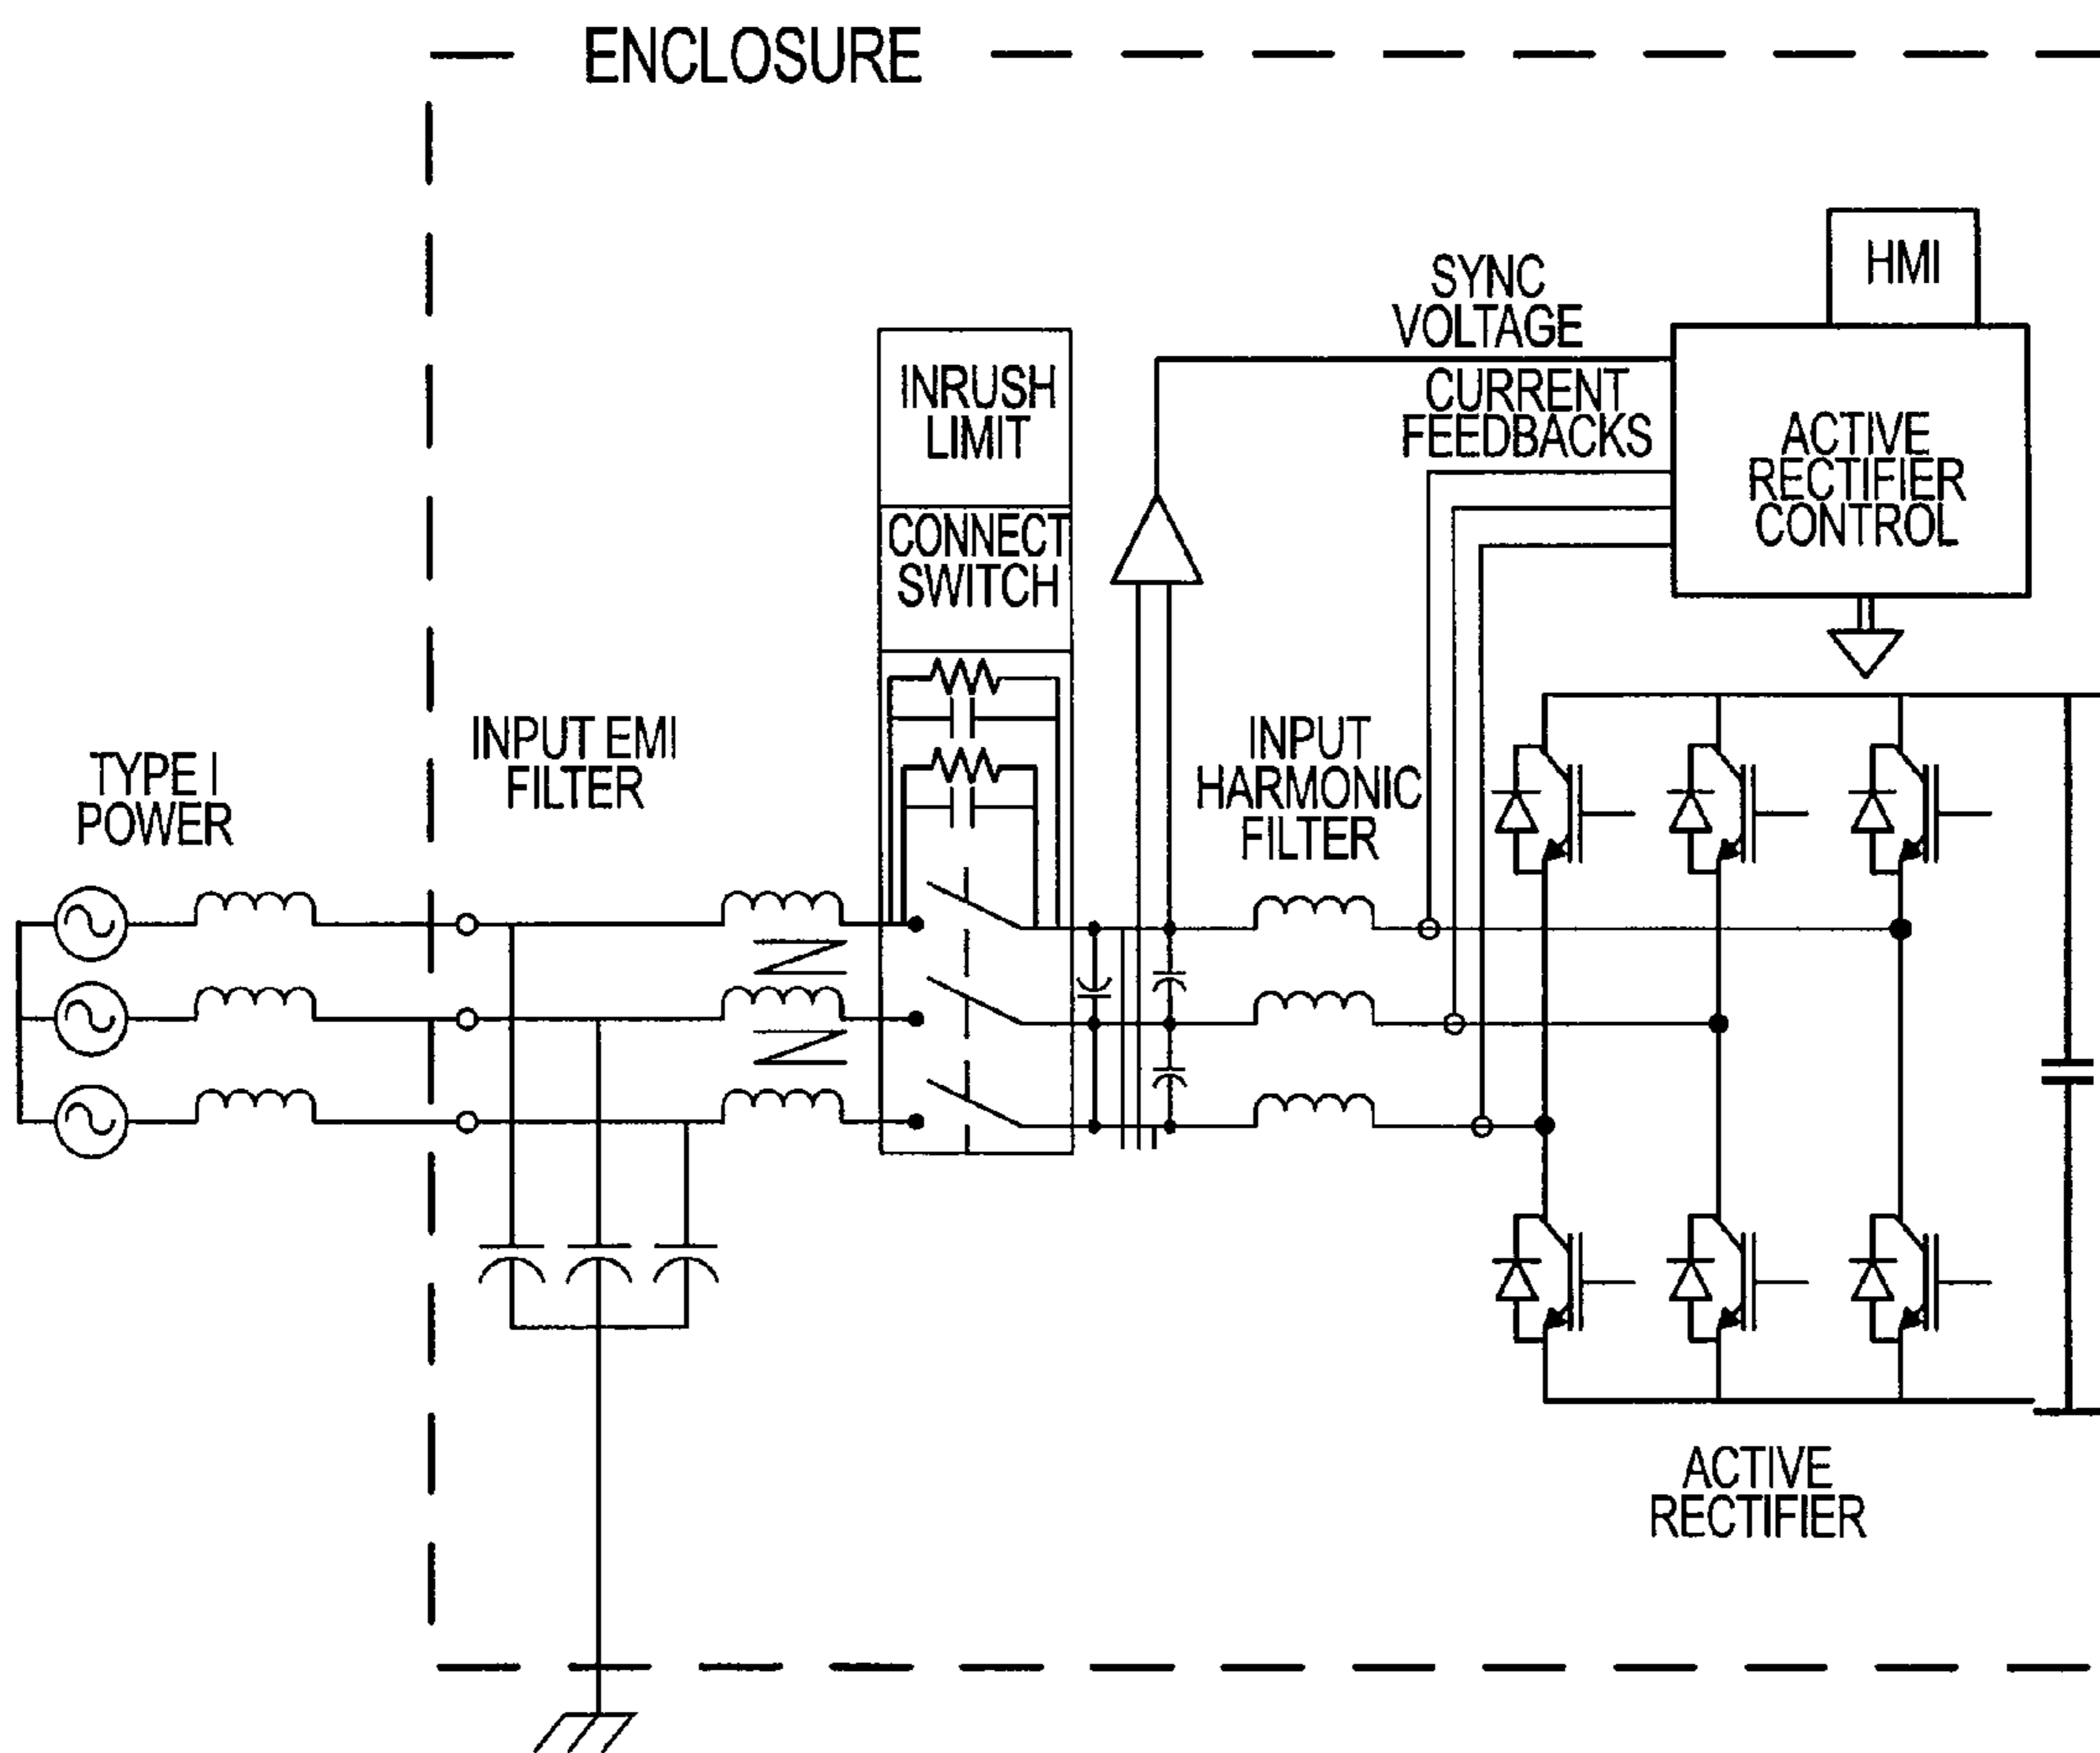 ENCLOSURE
HMI
SYNC
VOLTAGE
CURRENT
FEEDBACKS
ACTIVE
RECTIFIER
CONTROL
INRUSH
LIMIT
CONNECT
SWITCH
TYPE I
POWER
INPUT EMI
FILTER
INPUT
HARMONIC
FILTER
ACTIVE
RECTIFIER